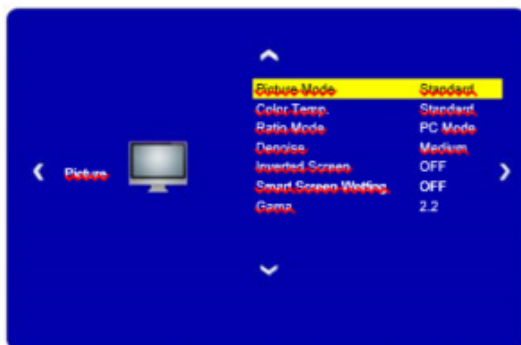 Picture Mode Standard
Color Temp. Standard
Ratio Mode PC Mode
Denoise Medium
Inverted Screen OFF
Picture
Smart Screen Wetting OFF
Gama 2.2